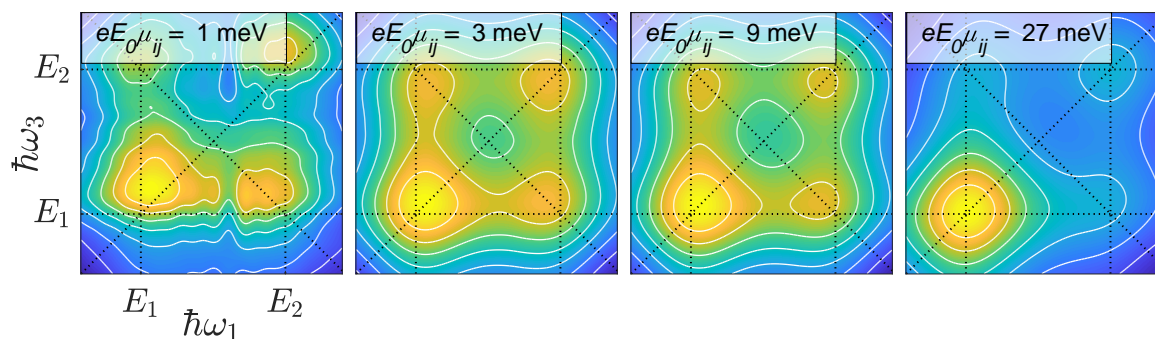 eE₀μᵢⱼ = 1 meV
eE₀μᵢⱼ = 3 meV
eE₀μᵢⱼ = 9 meV
eE₀μᵢⱼ = 27 meV
E₂
ħω₃
E₁
E₁ E₂
ħω₁